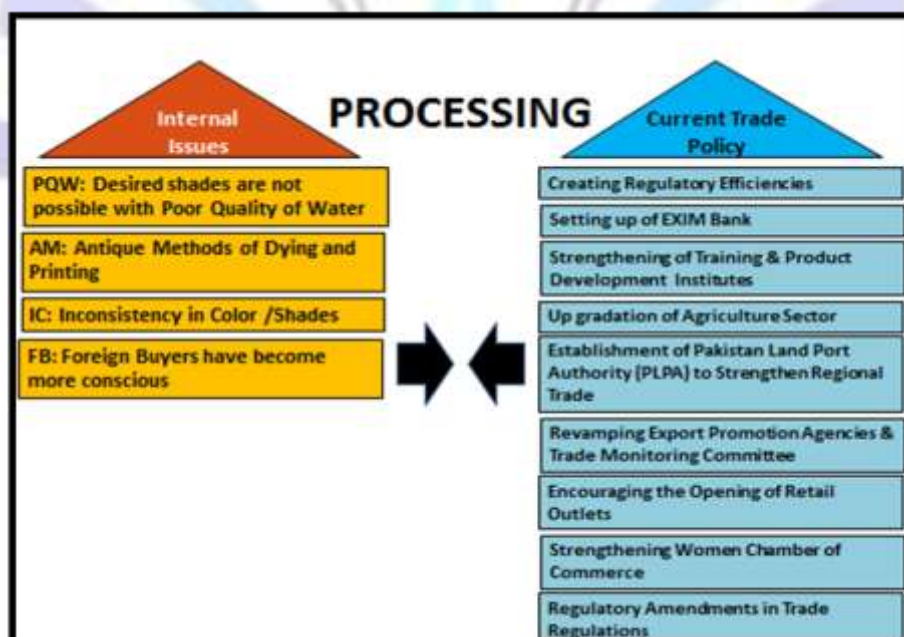 PROCESSING
Internal
Issues
PQW: Desired shades are not
possible with Poor Quality of Water
AM: Antique Methods of Dying and
Printing
IC: Inconsistency in Color /Shades
FB: Foreign Buyers have become
more conscious
Current Trade
Policy
Creating Regulatory Efficiencies
Setting up of EXIM Bank
Strengthening of Training & Product
Development Institutes
Up gradation of Agriculture Sector
Establishment of Pakistan Land Port
Authority (PLPA) to Strengthen Regional
Trade
Revamping Export Promotion Agencies &
Trade Monitoring Committee
Encouraging the Opening of Retail
Outlets
Strengthening Women Chamber of
Commerce
Regulatory Amendments in Trade
Regulations